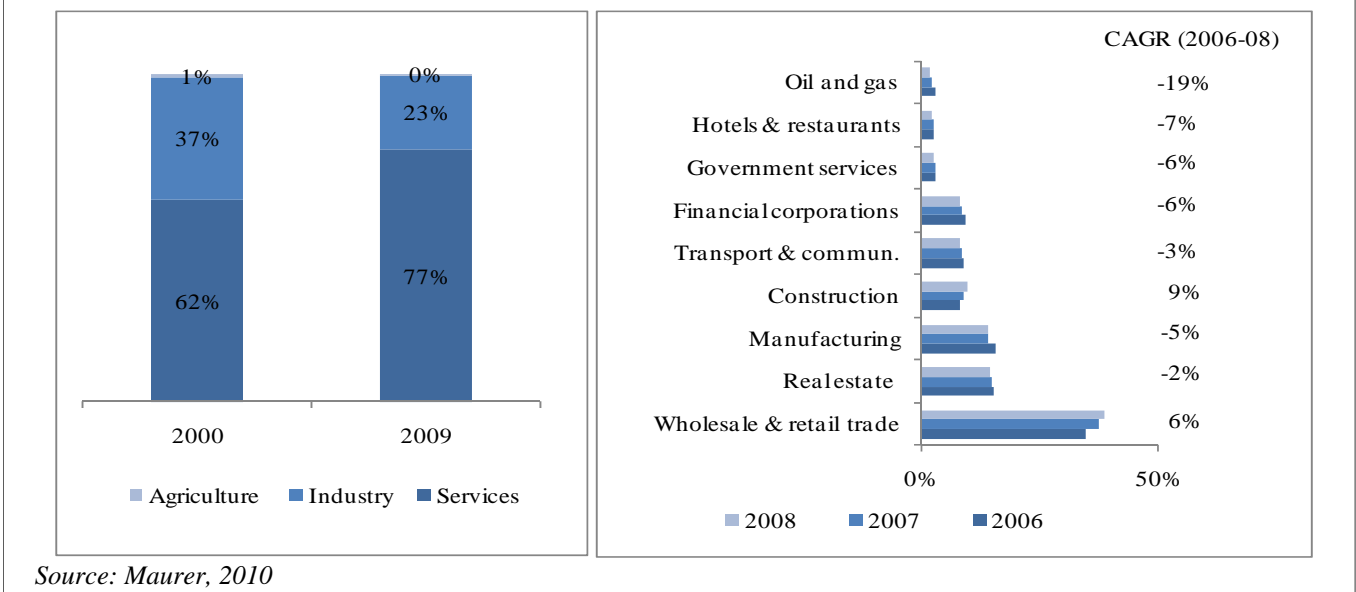 1%
0%
37%
23%
62%
77%
2000
2009
Agriculture
Industry
Services
CAGR (2006-08)
Oil and gas -19%
Hotels & restaurants -7%
Government services -6%
Financial corporations -6%
Transport & commun. -3%
Construction 9%
Manufacturing -5%
Real estate -2%
Wholesale & retail trade 6%
0% 50%
2008 2007 2006
Source: Maurer, 2010